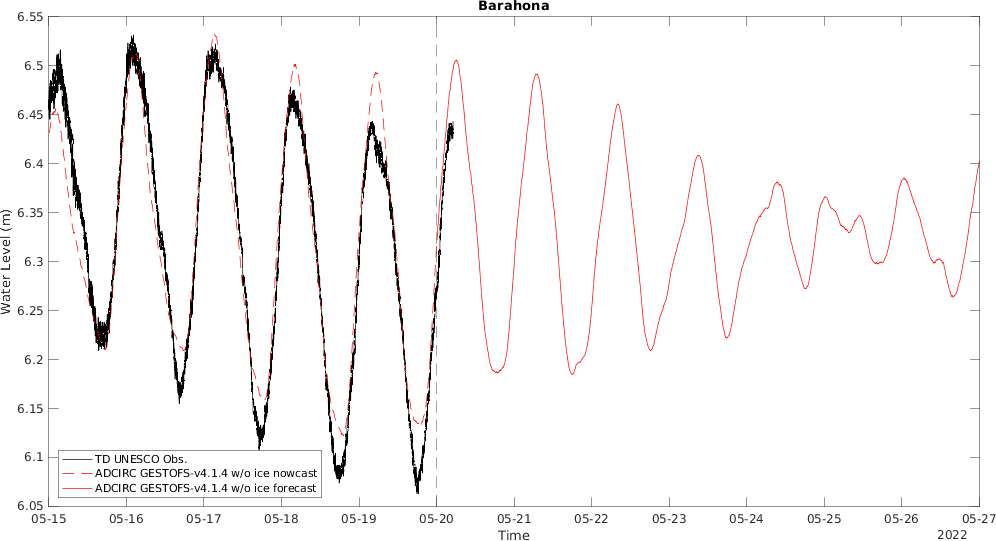 Barahona
6.55
6.5
6.45
6.4
6.35
6.3
6.25
6.2
6.15
6.1
6.05
Water Level (m)
TD UNESCO Obs.
ADCIRC GESTOFS-v4.1.4 w/o ice nowcast
ADCIRC GESTOFS-v4.1.4 w/o ice forecast
05-15 05-16 05-17 05-18 05-19 05-20 05-21 05-22 05-23 05-24 05-25 05-26 05-27
Time
2022